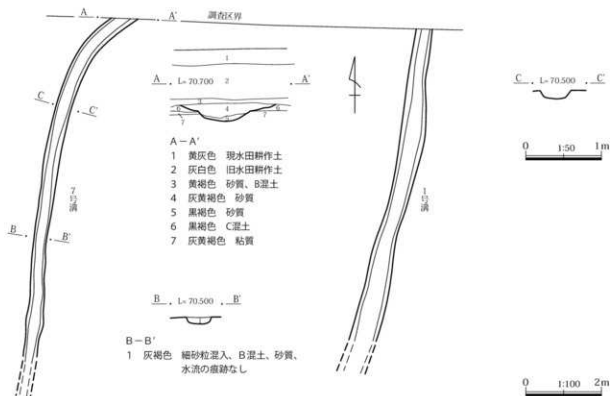 調査区界
A A'
A L=70.700 A'
1
2
3
4
5
6 6
7 7
C C'
C L=70.500 C'
0 1:50 1m
A－A'
1 黄灰色 現水田耕作土
2 灰白色 旧水田耕作土
3 黄褐色 砂質、B混土
4 灰黄褐色 砂質
5 黒褐色 砂質
6 黒褐色 C混土
7 灰黄褐色 粘質
7号溝
1号溝
B B'
B L=70.500 B'
1
B－B'
1 灰褐色 細砂粒混入、B混土、砂質、
水流の痕跡なし
0 1:100 2m